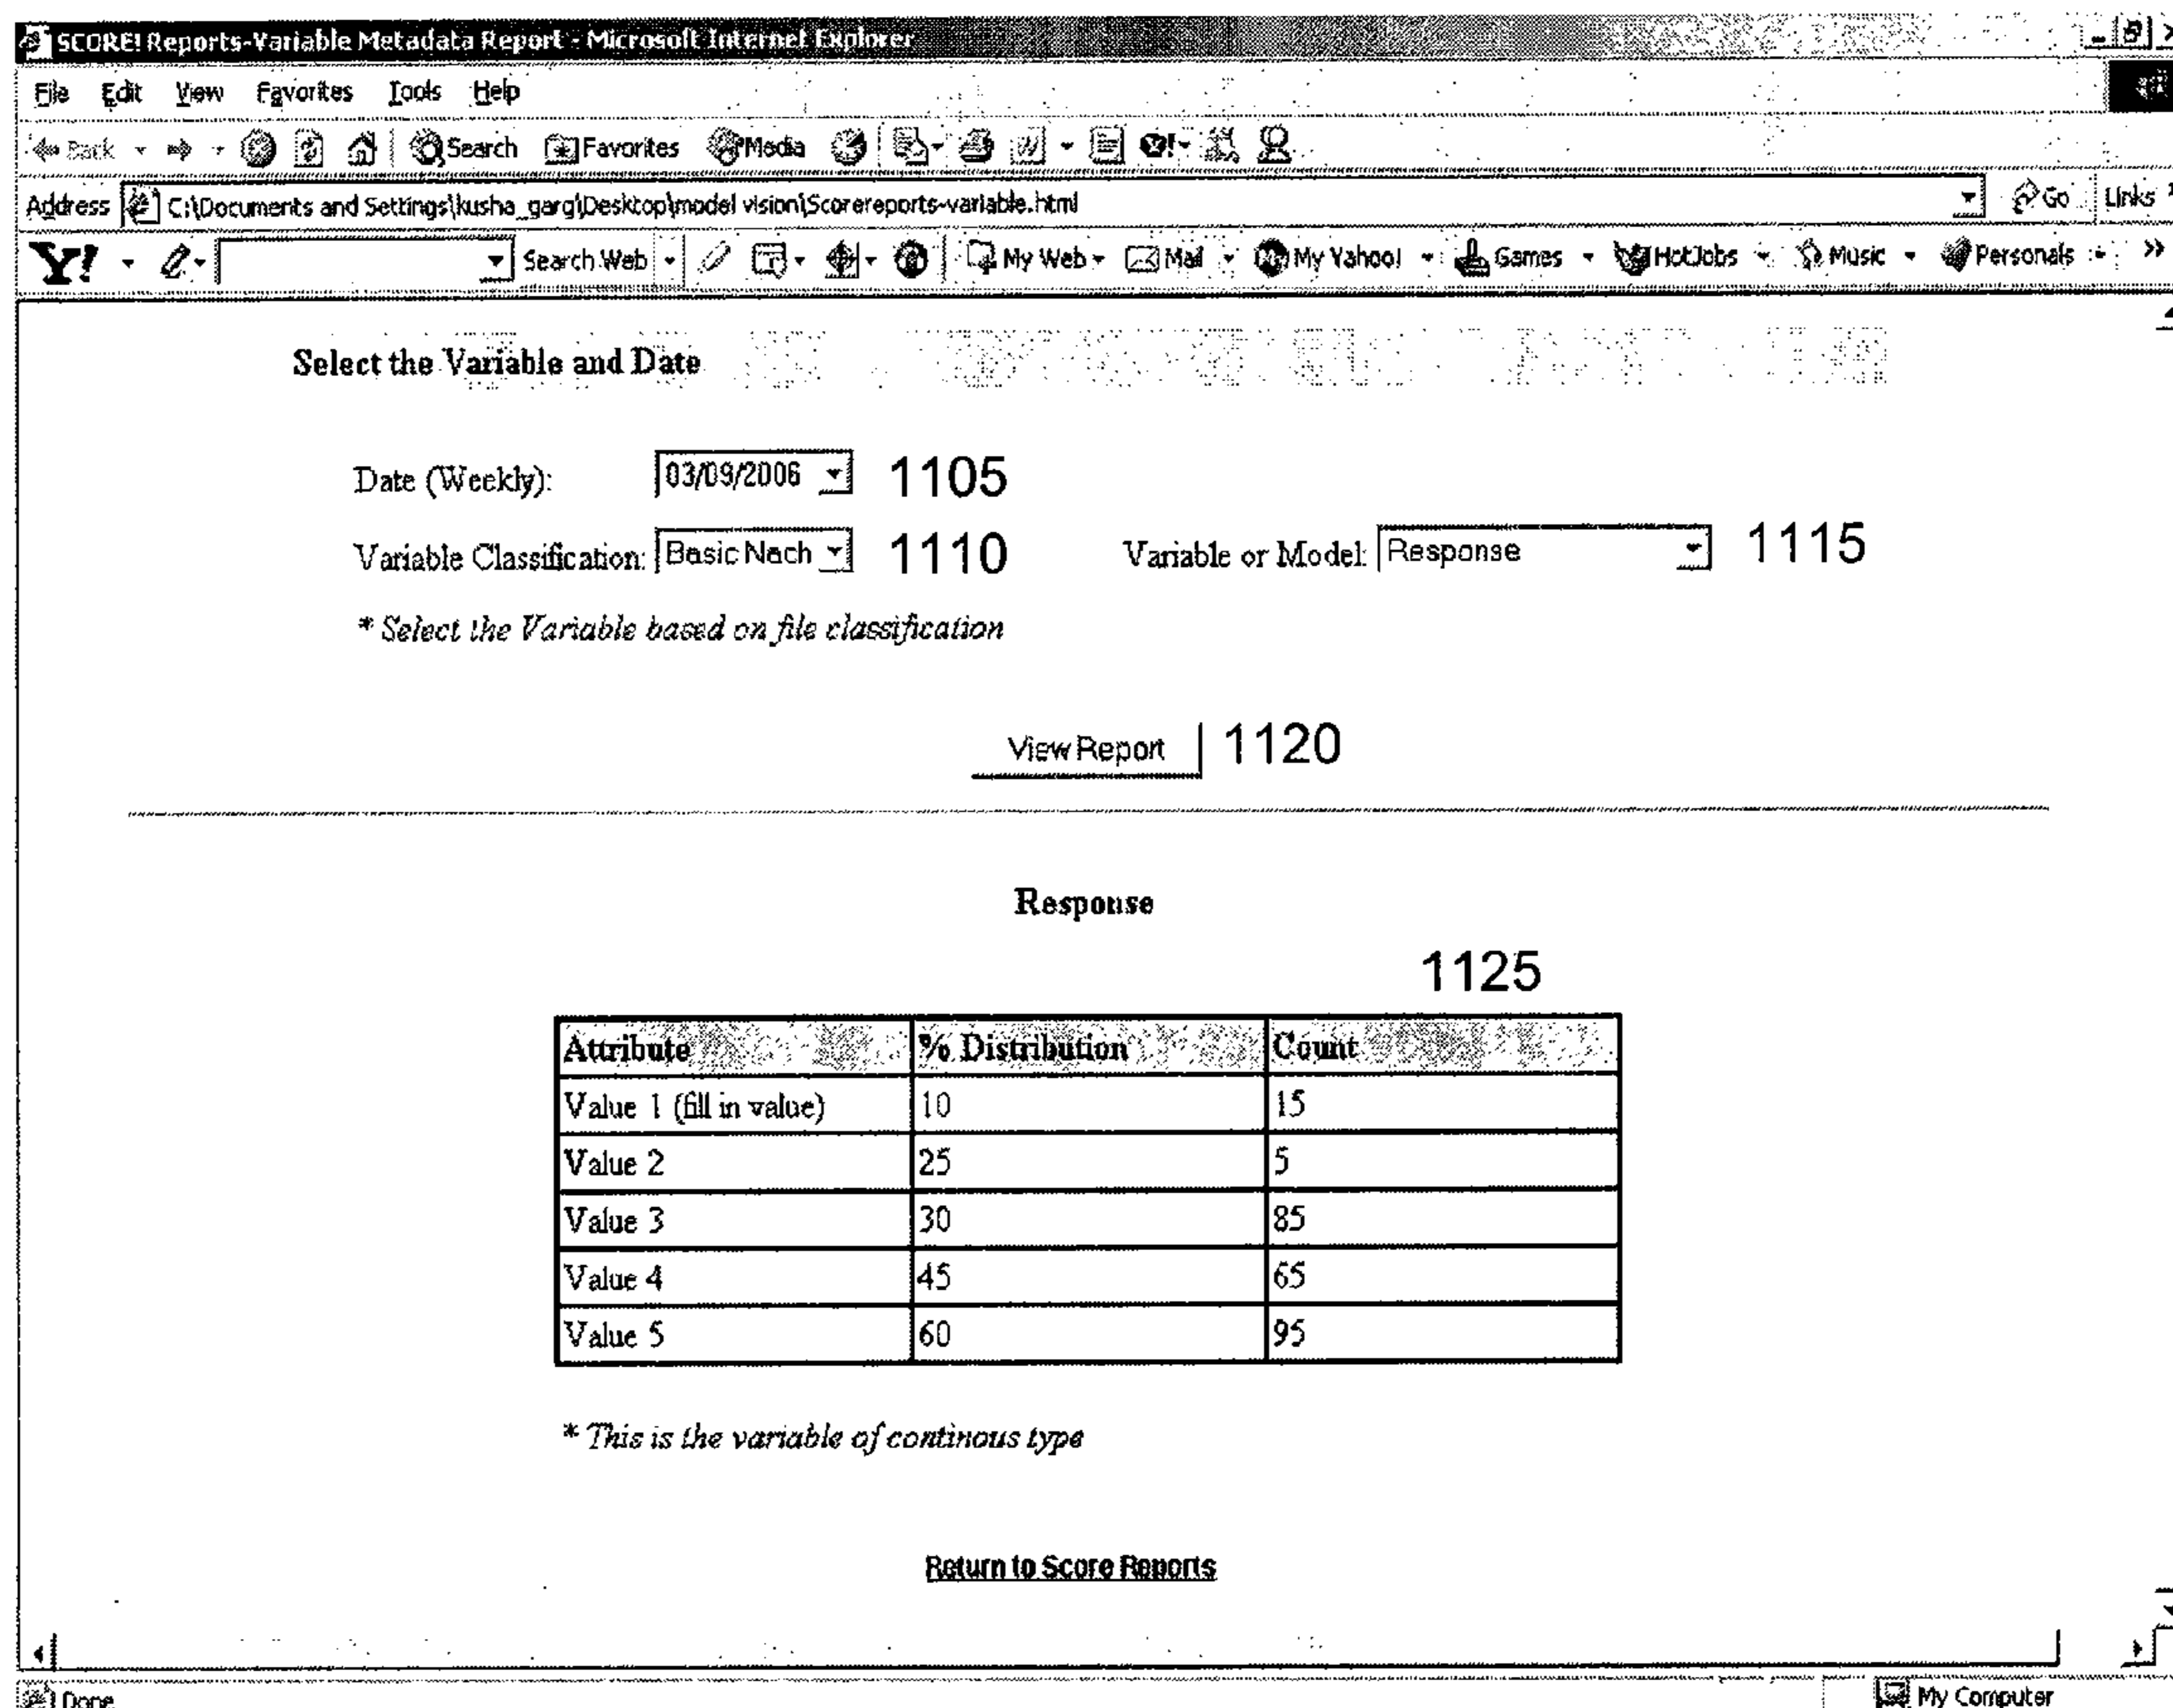 SCORE! Reports-Variable Metadata Report - Microsoft Internet Explorer
File Edit View Favorites Tools Help
Back Search Favorites Media
Address C:\Documents and Settings\kusha_garg\Desktop\model vision\Scorereports-variable.html Go Links
Y! Search Web My Web Mail My Yahoo! Games HotJobs Music Personals »
Select the Variable and Date
Date (Weekly): 03/09/2006 1105
Variable Classification: Basic Nach 1110 Variable or Model: Response 1115
* Select the Variable based on file classification
View Report 1120
Response
1125
Attribute % Distribution Count
Value 1 (fill in value) 10 15
Value 2 25 5
Value 3 30 85
Value 4 45 65
Value 5 60 95
* This is the variable of continous type
Return to Score Reports
Done My Computer